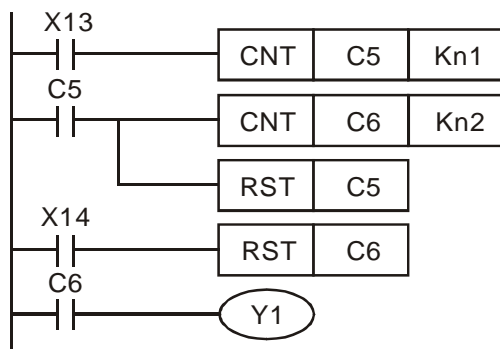 X13
CNT C5 Kn1
C5
CNT C6 Kn2
RST C5
X14
RST C6
C6
Y1